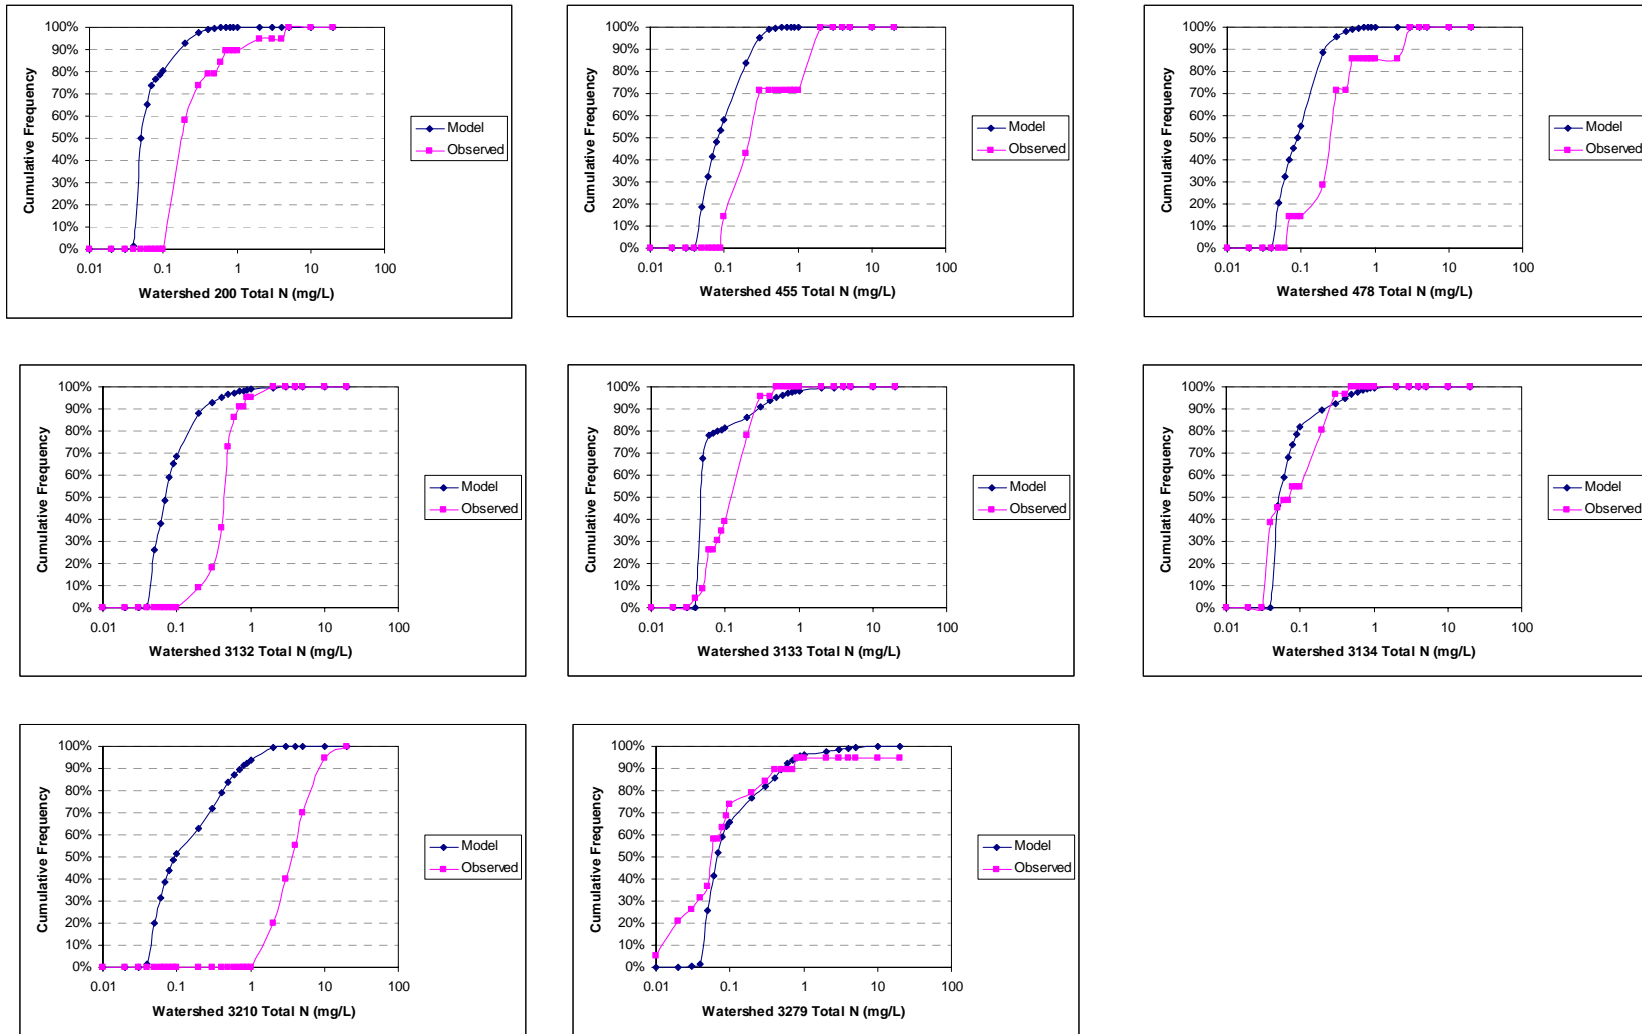 100%
90%
80%
70%
60%
50%
40%
30%
20%
10%
0%
Cumulative Frequency
0.01 0.1 1 10 100
Watershed 200 Total N (mg/L)
Model
Observed
100%
90%
80%
70%
60%
50%
40%
30%
20%
10%
0%
Cumulative Frequency
0.01 0.1 1 10 100
Watershed 455 Total N (mg/L)
Model
Observed
100%
90%
80%
70%
60%
50%
40%
30%
20%
10%
0%
Cumulative Frequency
0.01 0.1 1 10 100
Watershed 478 Total N (mg/L)
Model
Observed
100%
90%
80%
70%
60%
50%
40%
30%
20%
10%
0%
Cumulative Frequency
0.01 0.1 1 10 100
Watershed 3132 Total N (mg/L)
Model
Observed
100%
90%
80%
70%
60%
50%
40%
30%
20%
10%
0%
Cumulative Frequency
0.01 0.1 1 10 100
Watershed 3133 Total N (mg/L)
Model
Observed
100%
90%
80%
70%
60%
50%
40%
30%
20%
10%
0%
Cumulative Frequency
0.01 0.1 1 10 100
Watershed 3134 Total N (mg/L)
Model
Observed
100%
90%
80%
70%
60%
50%
40%
30%
20%
10%
0%
Cumulative Frequency
0.01 0.1 1 10 100
Watershed 3210 Total N (mg/L)
Model
Observed
100%
90%
80%
70%
60%
50%
40%
30%
20%
10%
0%
Cumulative Frequency
0.01 0.1 1 10 100
Watershed 3279 Total N (mg/L)
Model
Observed